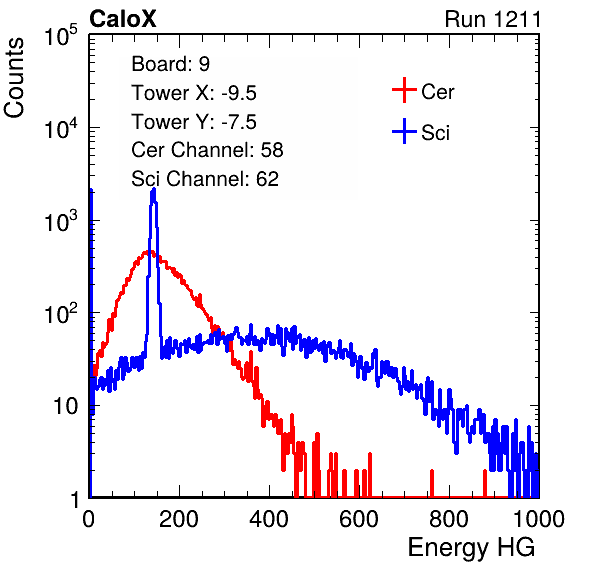 CaloX Run 1211
Counts
10^5
10^4
10^3
10^2
10
1
Board: 9
Tower X: -9.5
Tower Y: -7.5
Cer Channel: 58
Sci Channel: 62
Cer
Sci
0 200 400 600 800 1000
Energy HG